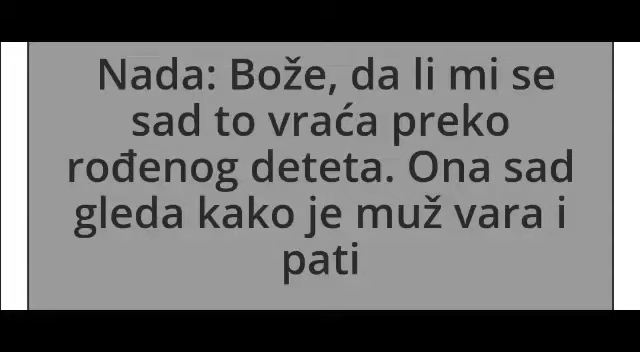 Nada: Bože, da li mi se
sad to vraća preko
rođenog deteta. Ona sad
gleda kako je muž vara i
pati